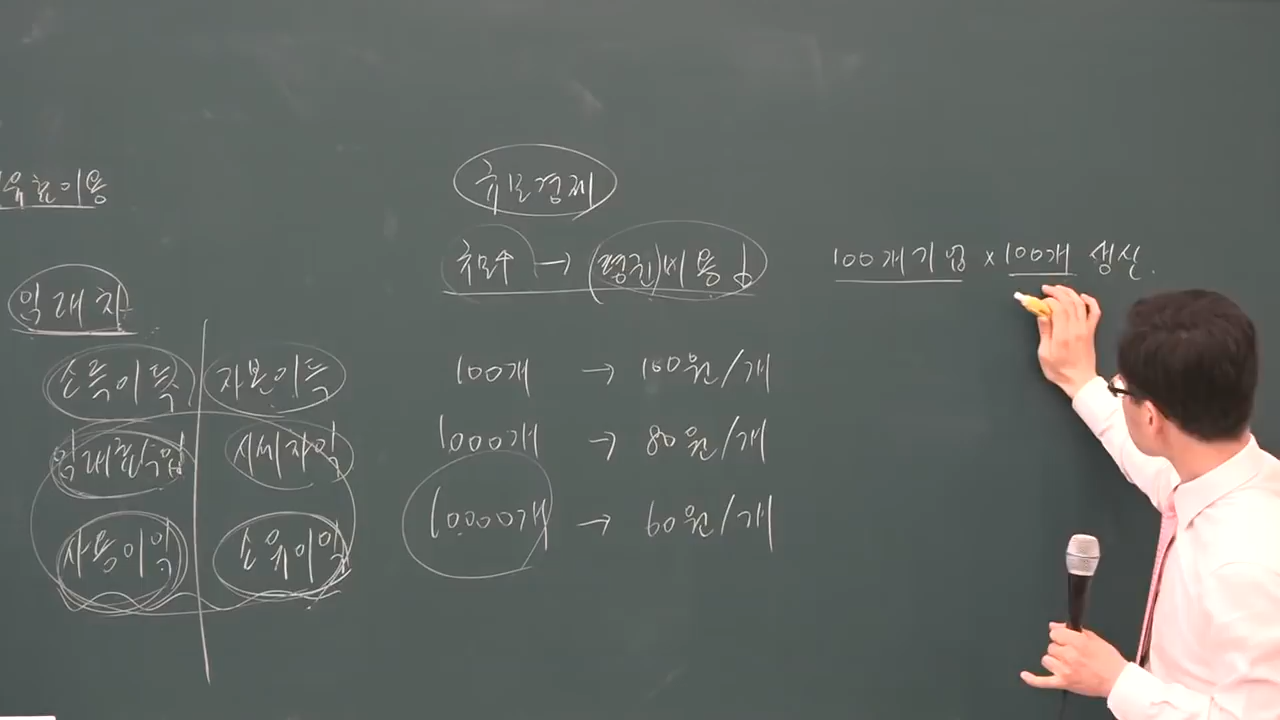 유효이용
임대차
소득이득 자본이득
임대료수입 시세차익
사용이익 소유이익
규모경제
규모↑ → (평균)비용↓
100개 → 100원/개
1000개 → 80원/개
10,000개 → 60원/개
100개 기업 × 100개 생산.